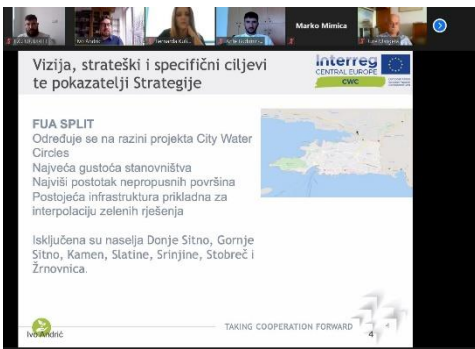 Ivo Andrić
Marko Mimica
Vizija, strateški i specifični ciljevi
te pokazatelji Strategije
Interreg
CENTRAL EUROPE
CWC
FUA SPLIT
Određuje se na razini projekta City Water
Circles
Najveća gustoća stanovništva
Najviši postotak nepropusnih površina
Postojeća infrastruktura prikladna za
interpolaciju zelenih rješenja
Isključena su naselja Donje Sitno, Gornje
Sitno, Kamen, Slatine, Srinjine, Stobreč i
Žrnovnica.
TAKING COOPERATION FORWARD
4
Ivo Andrić